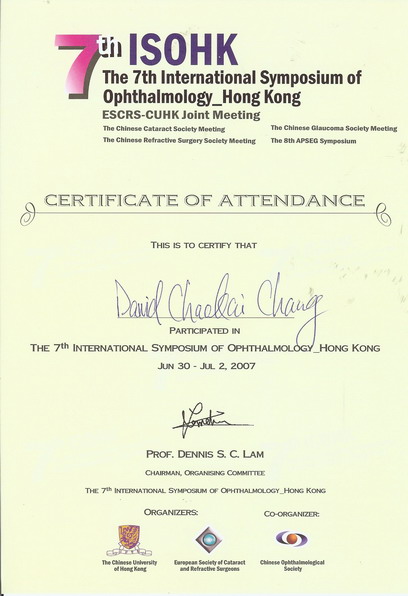 7th ISOHK
The 7th International Symposium of
Ophthalmology_Hong Kong
ESCRS-CUHK Joint Meeting
The Chinese Cataract Society Meeting
The Chinese Glaucoma Society Meeting
The Chinese Refractive Surgery Society Meeting
The 8th APSEG Symposium
CERTIFICATE OF ATTENDANCE
THIS IS TO CERTIFY THAT
David Chang
PARTICIPATED IN
THE 7th INTERNATIONAL SYMPOSIUM OF OPHTHALMOLOGY_HONG KONG
JUN 30 - JUL 2, 2007
PROF. DENNIS S. C. LAM
CHAIRMAN, ORGANISING COMMITTEE
THE 7th INTERNATIONAL SYMPOSIUM OF OPHTHALMOLOGY_HONG KONG
ORGANIZERS:
CO-ORGANIZER:
The Chinese University
of Hong Kong
European Society of Cataract
and Refractive Surgeons
Chinese Ophthalmological
Society